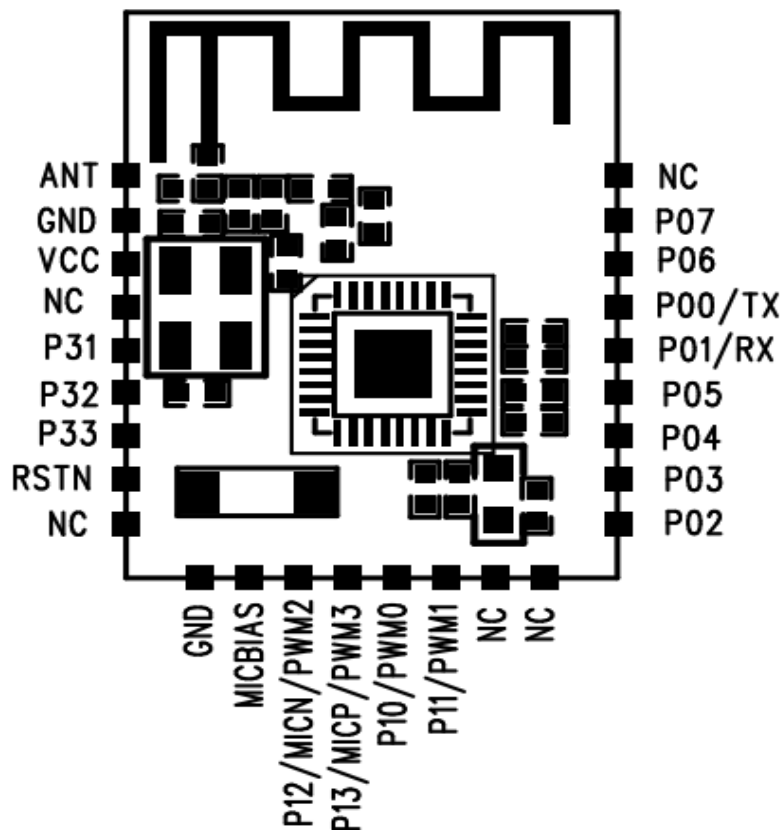 ANT
GND
VCC
NC
P31
P32
P33
RSTN
NC
NC
P07
P06
P00/TX
P01/RX
P05
P04
P03
P02
GND
MICBIAS
P12/MICN/PWM2
P13/MICP/PWM3
P10/PWM0
P11/PWM1
NC
NC